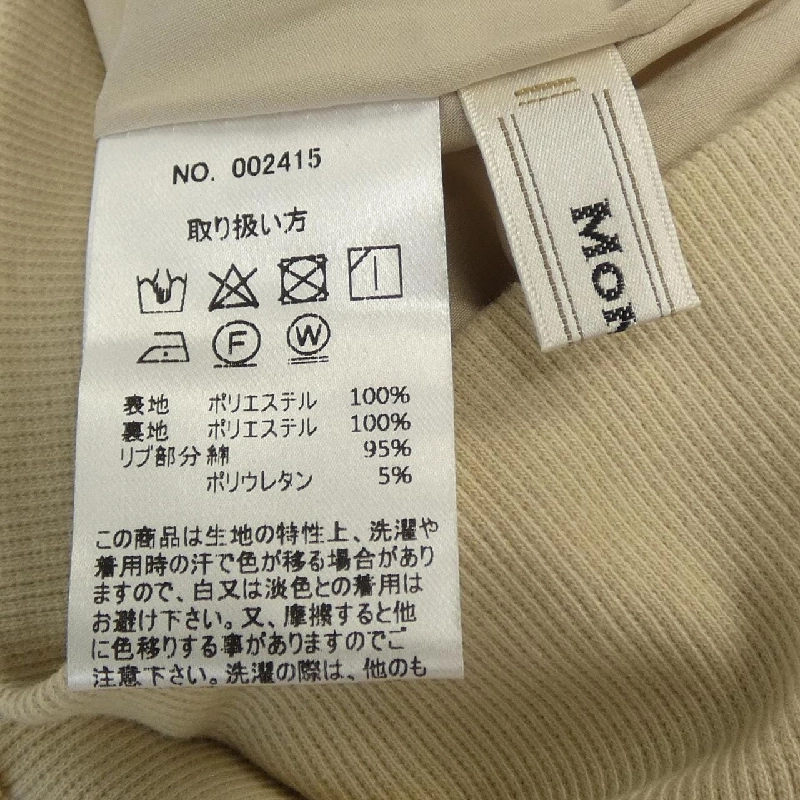 NO. 002415
取り扱い方
F W
表地 ポリエステル 100%
裏地 ポリエステル 100%
リブ部分 綿 95%
ポリウレタン 5%
この商品は生地の特性上、洗濯や
着用時の汗で色が移る場合があり
ますので、白又は淡色との着用は
お避け下さい。又、摩擦すると他
に色移りする事がありますのでご
注意下さい。洗濯の際は、他のも
Mon